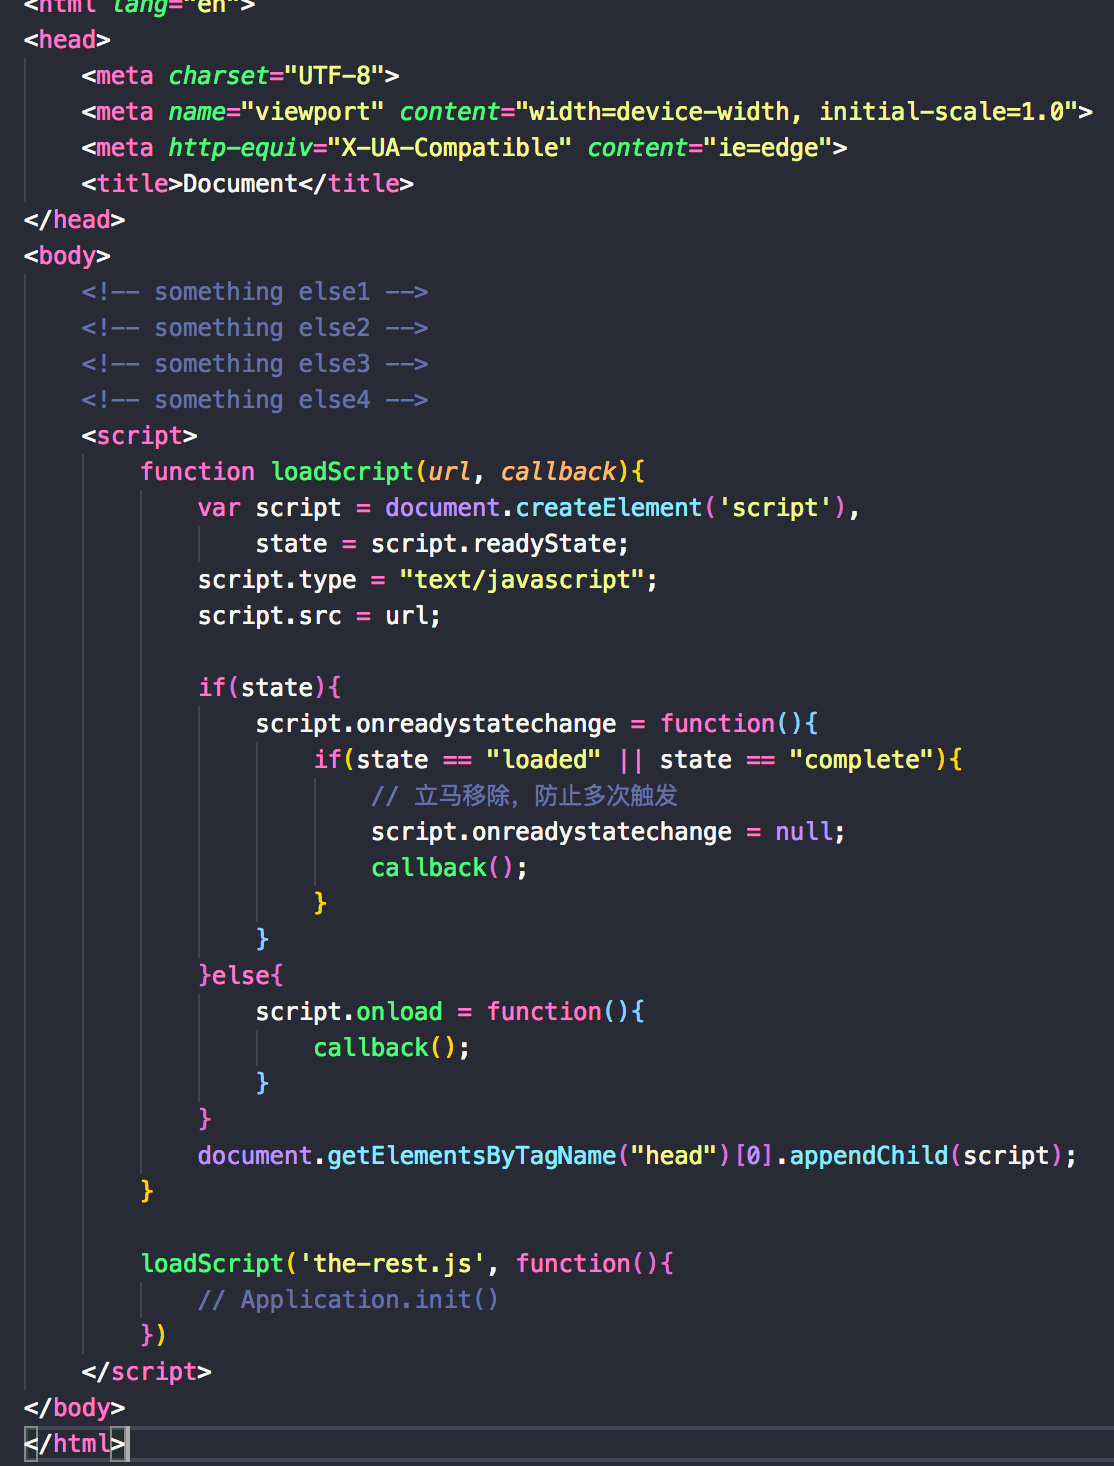 <html lang="en">
<head>
    <meta charset="UTF-8">
    <meta name="viewport" content="width=device-width, initial-scale=1.0">
    <meta http-equiv="X-UA-Compatible" content="ie=edge">
    <title>Document</title>
</head>
<body>
    <!-- something else1 -->
    <!-- something else2 -->
    <!-- something else3 -->
    <!-- something else4 -->
    <script>
        function loadScript(url, callback){
            var script = document.createElement('script'),
                state = script.readyState;
            script.type = "text/javascript";
            script.src = url;

            if(state){
                script.onreadystatechange = function(){
                    if(state == "loaded" || state == "complete"){
                        // 立马移除，防止多次触发
                        script.onreadystatechange = null;
                        callback();
                    }
                }
            }else{
                script.onload = function(){
                    callback();
                }
            }
            document.getElementsByTagName("head")[0].appendChild(script);
        }

        loadScript('the-rest.js', function(){
            // Application.init()
        })
    </script>
</body>
</html>